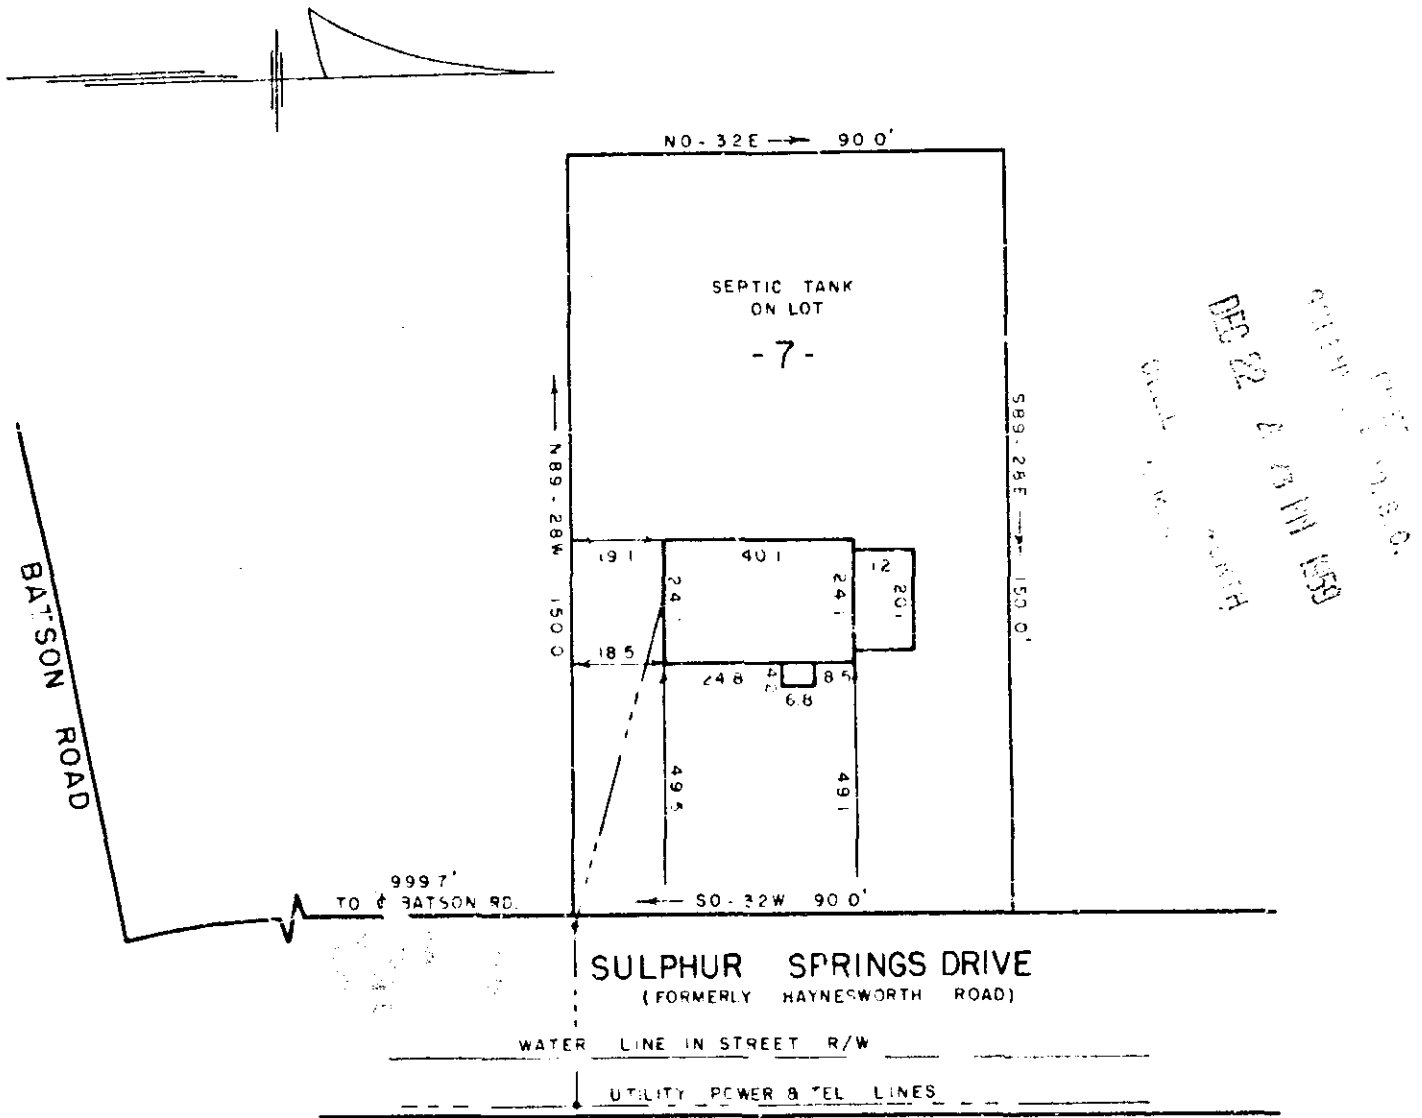 N0-32E → 90.0'
SEPTIC TANK
ON LOT
-7-
N89-28W 150.0
S89-28E → 150.0'
19.1
40.1
24.1
24.1
12
20.1
18.5
24.8
8.5
6.8
49.5
49.1
BATSON ROAD
999.7'
TO ℄ BATSON RD.
← S0-32W 90.0'
SULPHUR SPRINGS DRIVE
(FORMERLY HAYNESWORTH ROAD)
WATER LINE IN STREET R/W
UTILITY POWER & TEL LINES
DEC 22 PM 1959